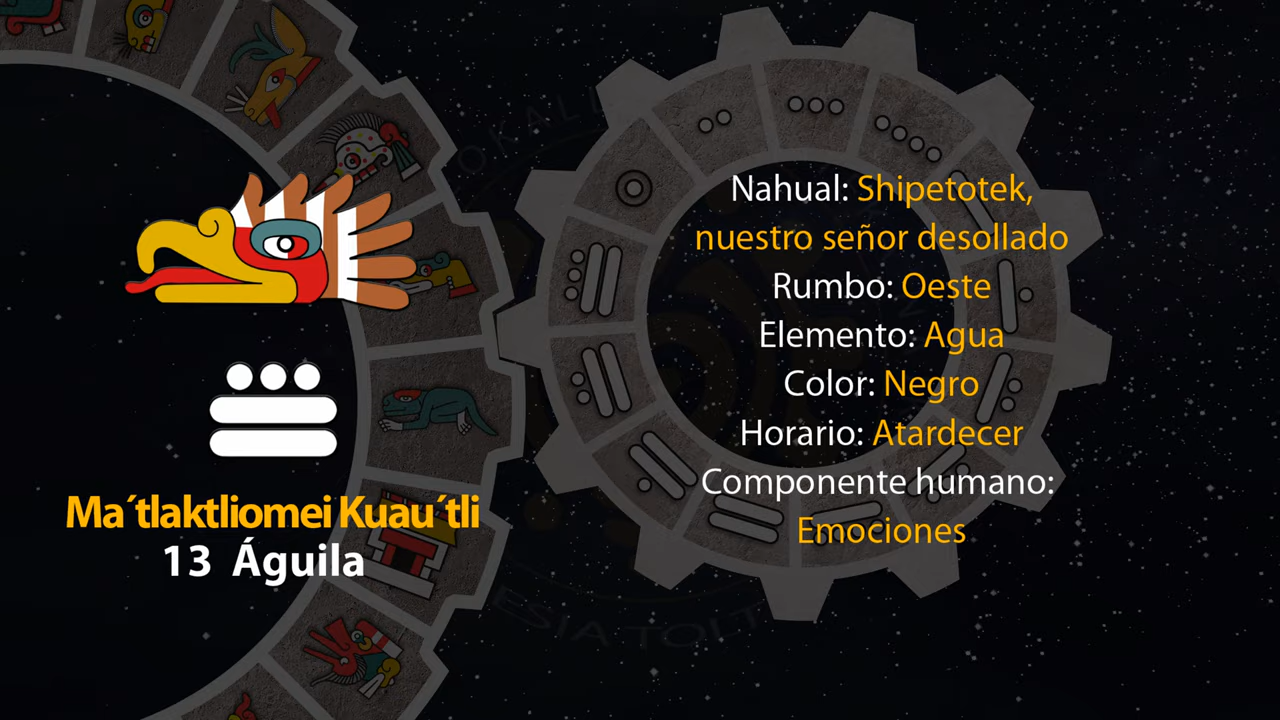 Nahual: Shipetotek,
nuestro señor desollado
Rumbo: Oeste
Elemento: Agua
Color: Negro
Horario: Atardecer
Componente humano:
Emociones
Ma´tlaktliomei Kuau´tli
13 Águila